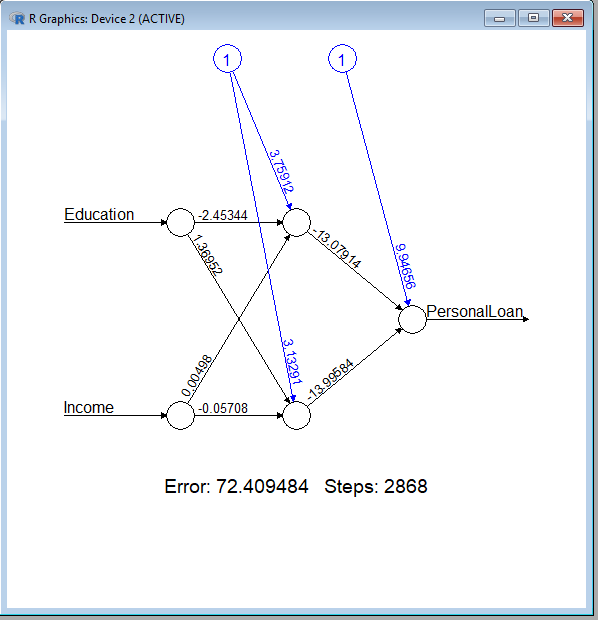 R Graphics: Device 2 (ACTIVE)
1
1
3.75912
Education
-2.45344
1.36952
-13.07914
9.94656
PersonalLoan
3.13291
0.00498
-13.99584
Income
-0.05708
Error: 72.409484 Steps: 2868